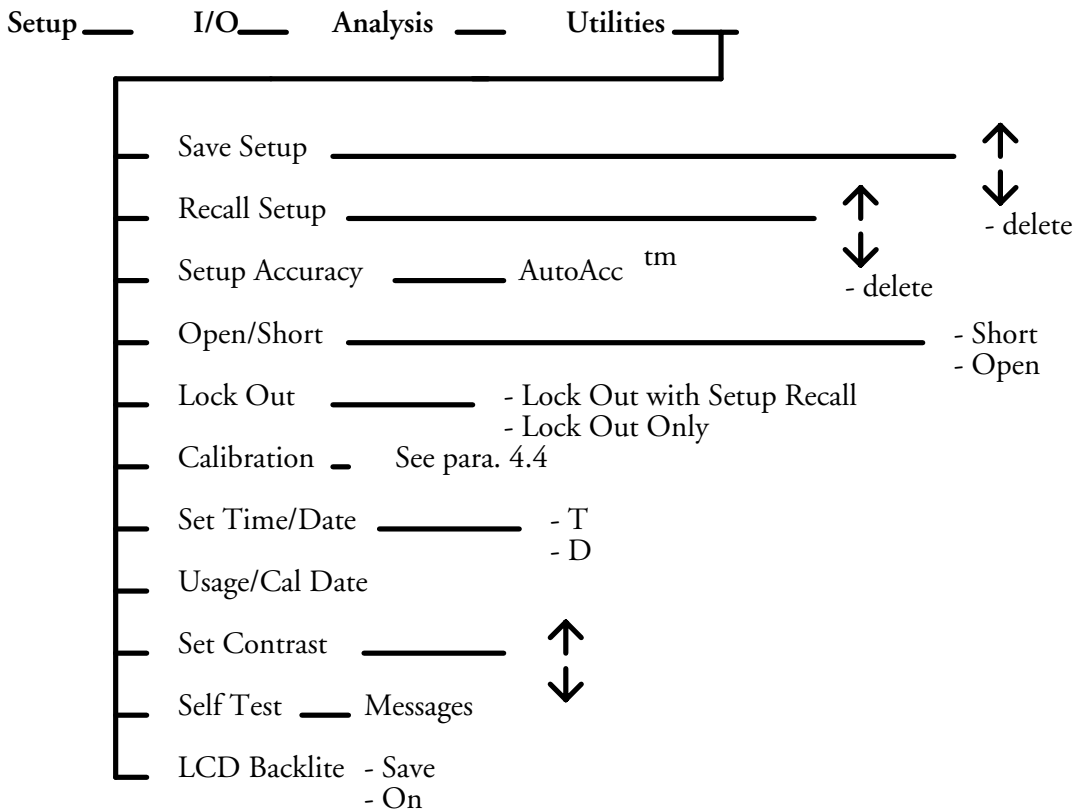 Setup I/O Analysis Utilities
Save Setup
- delete
Recall Setup
- delete
Setup Accuracy AutoAcc tm
Open/Short - Short
- Open
Lock Out - Lock Out with Setup Recall
- Lock Out Only
Calibration See para. 4.4
Set Time/Date - T
- D
Usage/Cal Date
Set Contrast
Self Test Messages
LCD Backlite - Save
- On